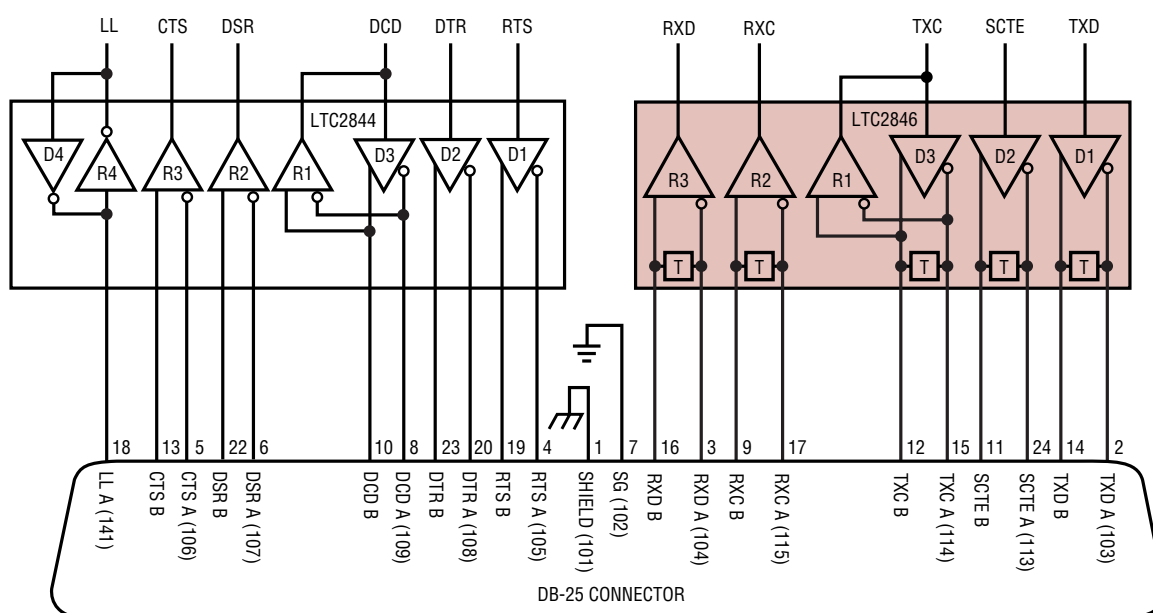 LL CTS DSR DCD DTR RTS RXD RXC TXC SCTE TXD
LTC2844 LTC2846
D4 R4 R3 R2 R1 D3 D2 D1 R3 R2 R1 D3 D2 D1
T T T T T
18 13 5 22 6 10 8 23 20 19 4 1 7 16 3 9 17 12 15 11 24 14 2
LL A (141)
CTS B
CTS A (106)
DSR B
DSR A (107)
DCD B
DCD A (109)
DTR B
DTR A (108)
RTS B
RTS A (105)
SHIELD (101)
SG (102)
RXD B
RXD A (104)
RXC B
RXC A (115)
TXC B
TXC A (114)
SCTE B
SCTE A (113)
TXD B
TXD A (103)
DB-25 CONNECTOR